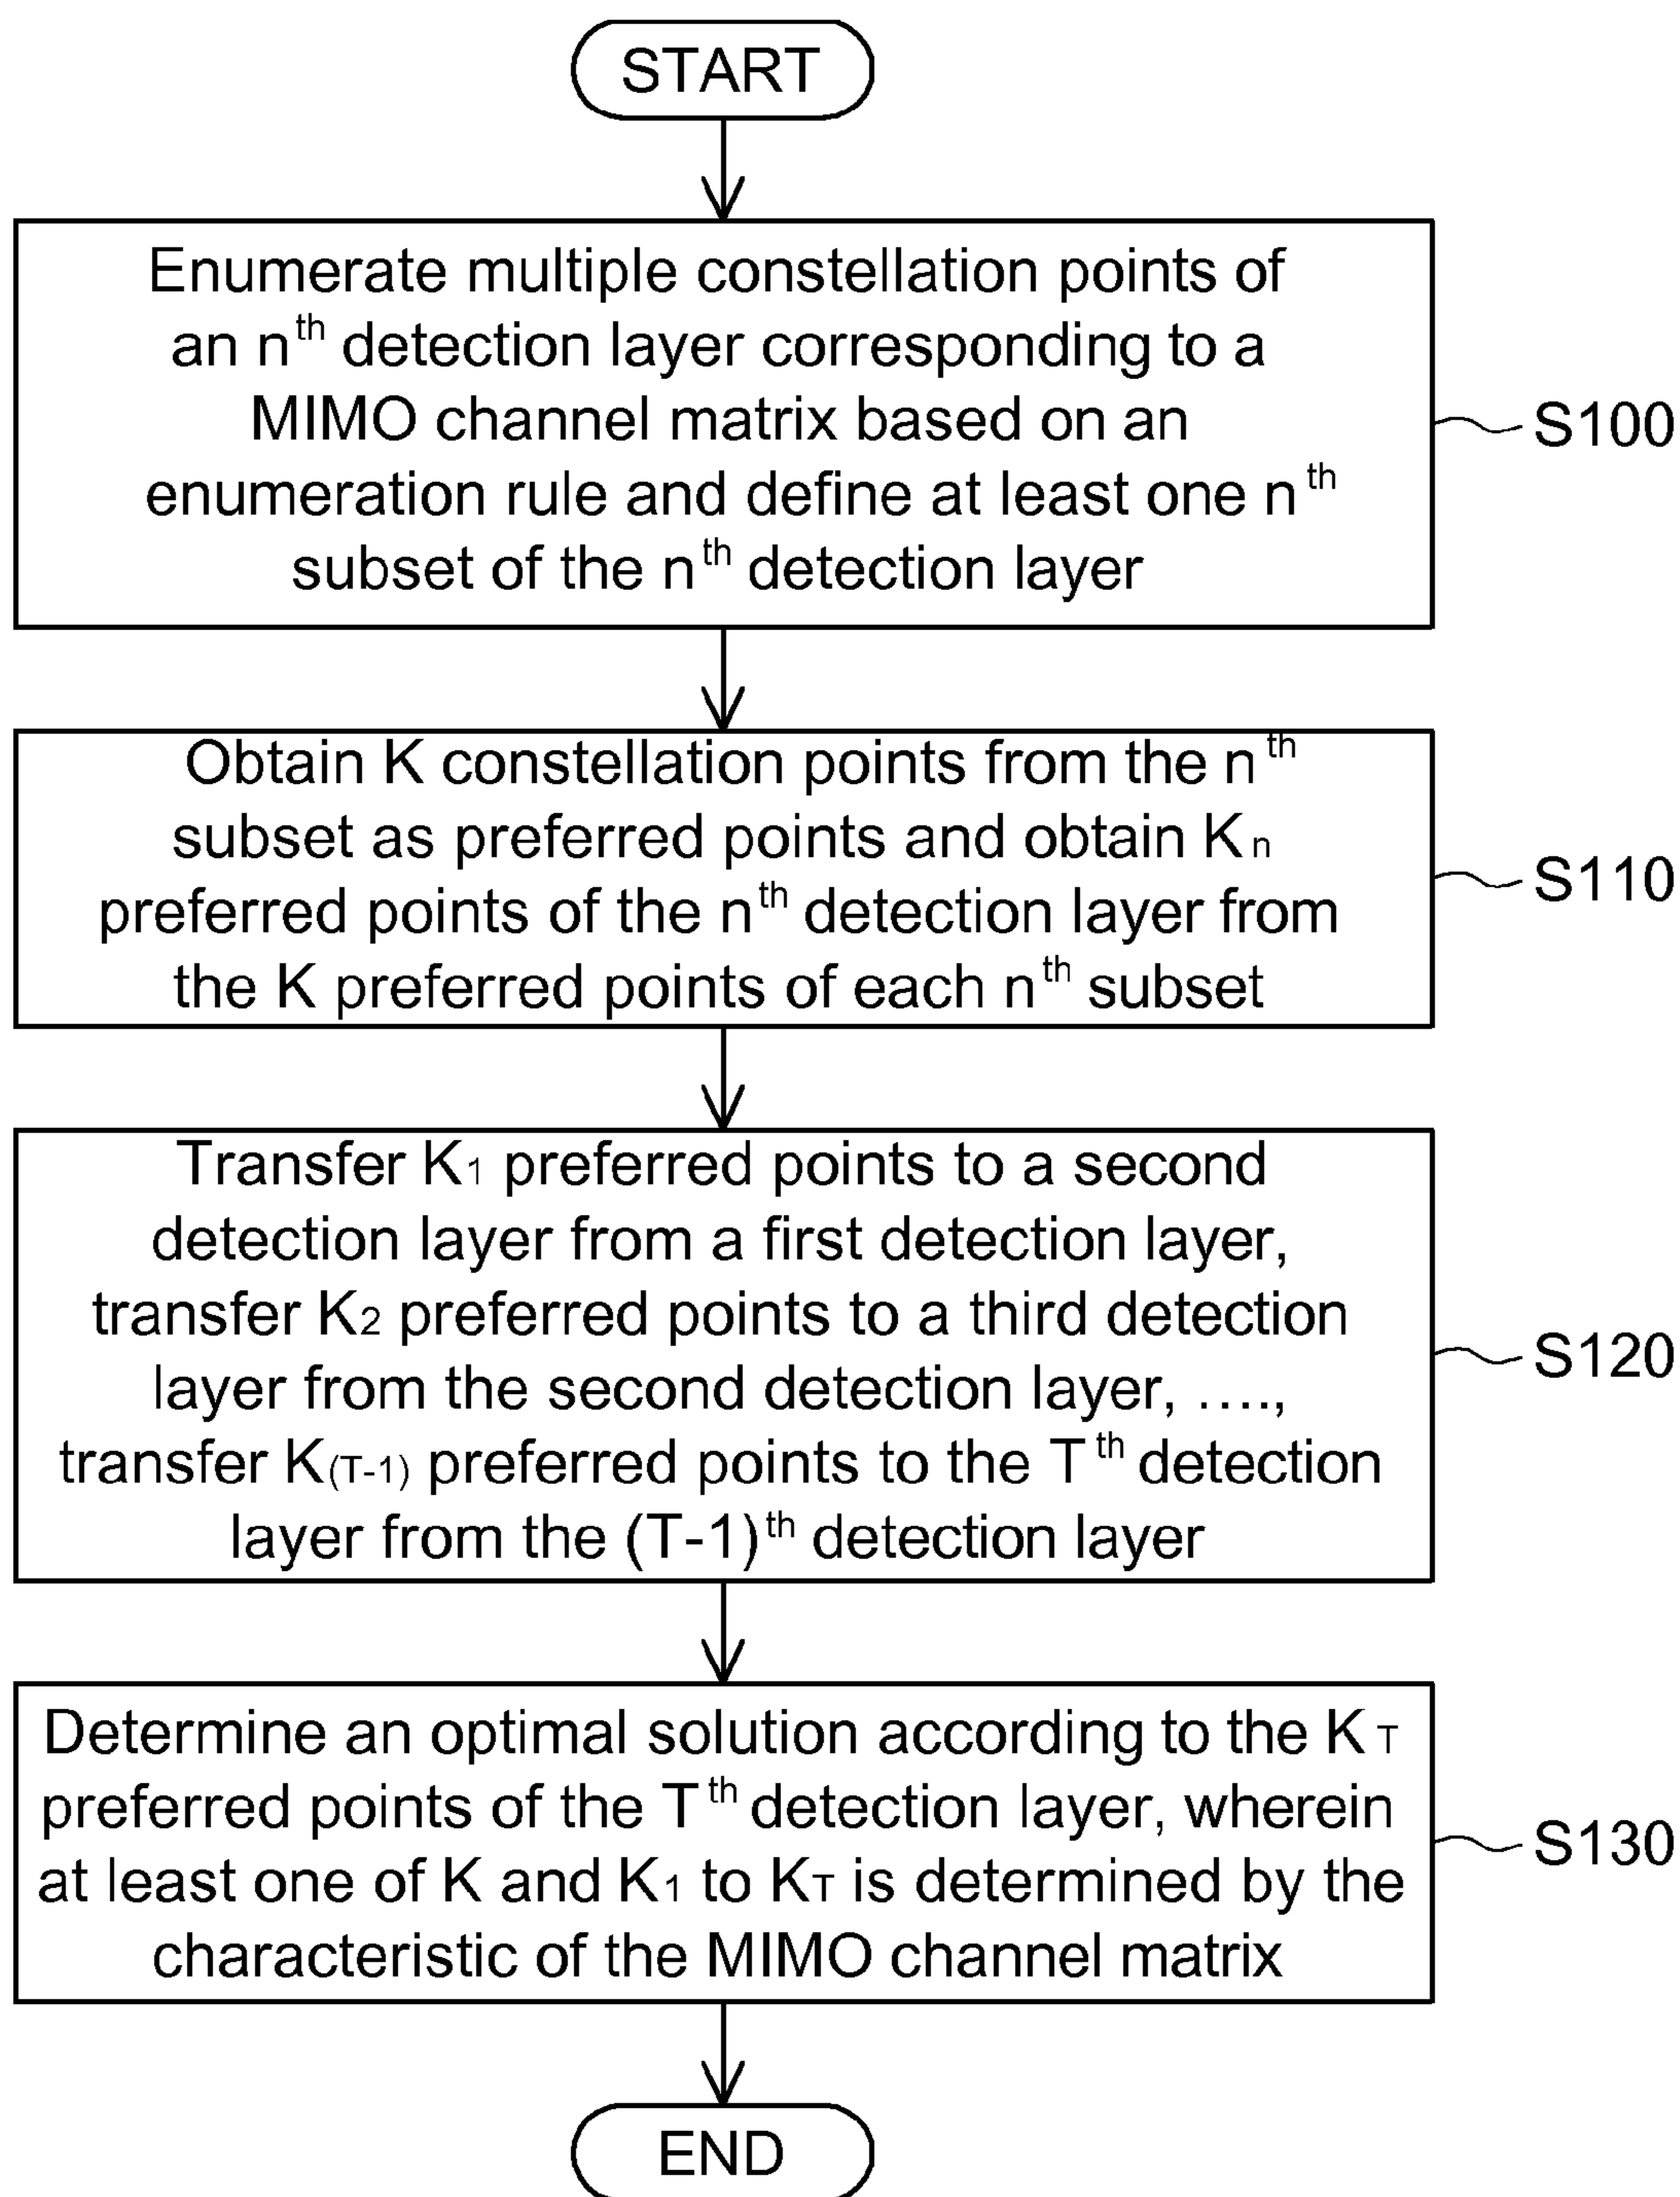 START
Enumerate multiple constellation points of
an nth detection layer corresponding to a
MIMO channel matrix based on an
enumeration rule and define at least one nth
subset of the nth detection layer
S100
Obtain K constellation points from the nth
subset as preferred points and obtain Kn
preferred points of the nth detection layer from
the K preferred points of each nth subset
S110
Transfer K1 preferred points to a second
detection layer from a first detection layer,
transfer K2 preferred points to a third detection
layer from the second detection layer, ....,
transfer K(T-1) preferred points to the Tth detection
layer from the (T-1)th detection layer
S120
Determine an optimal solution according to the KT
preferred points of the Tth detection layer, wherein
at least one of K and K1 to KT is determined by the
characteristic of the MIMO channel matrix
S130
END